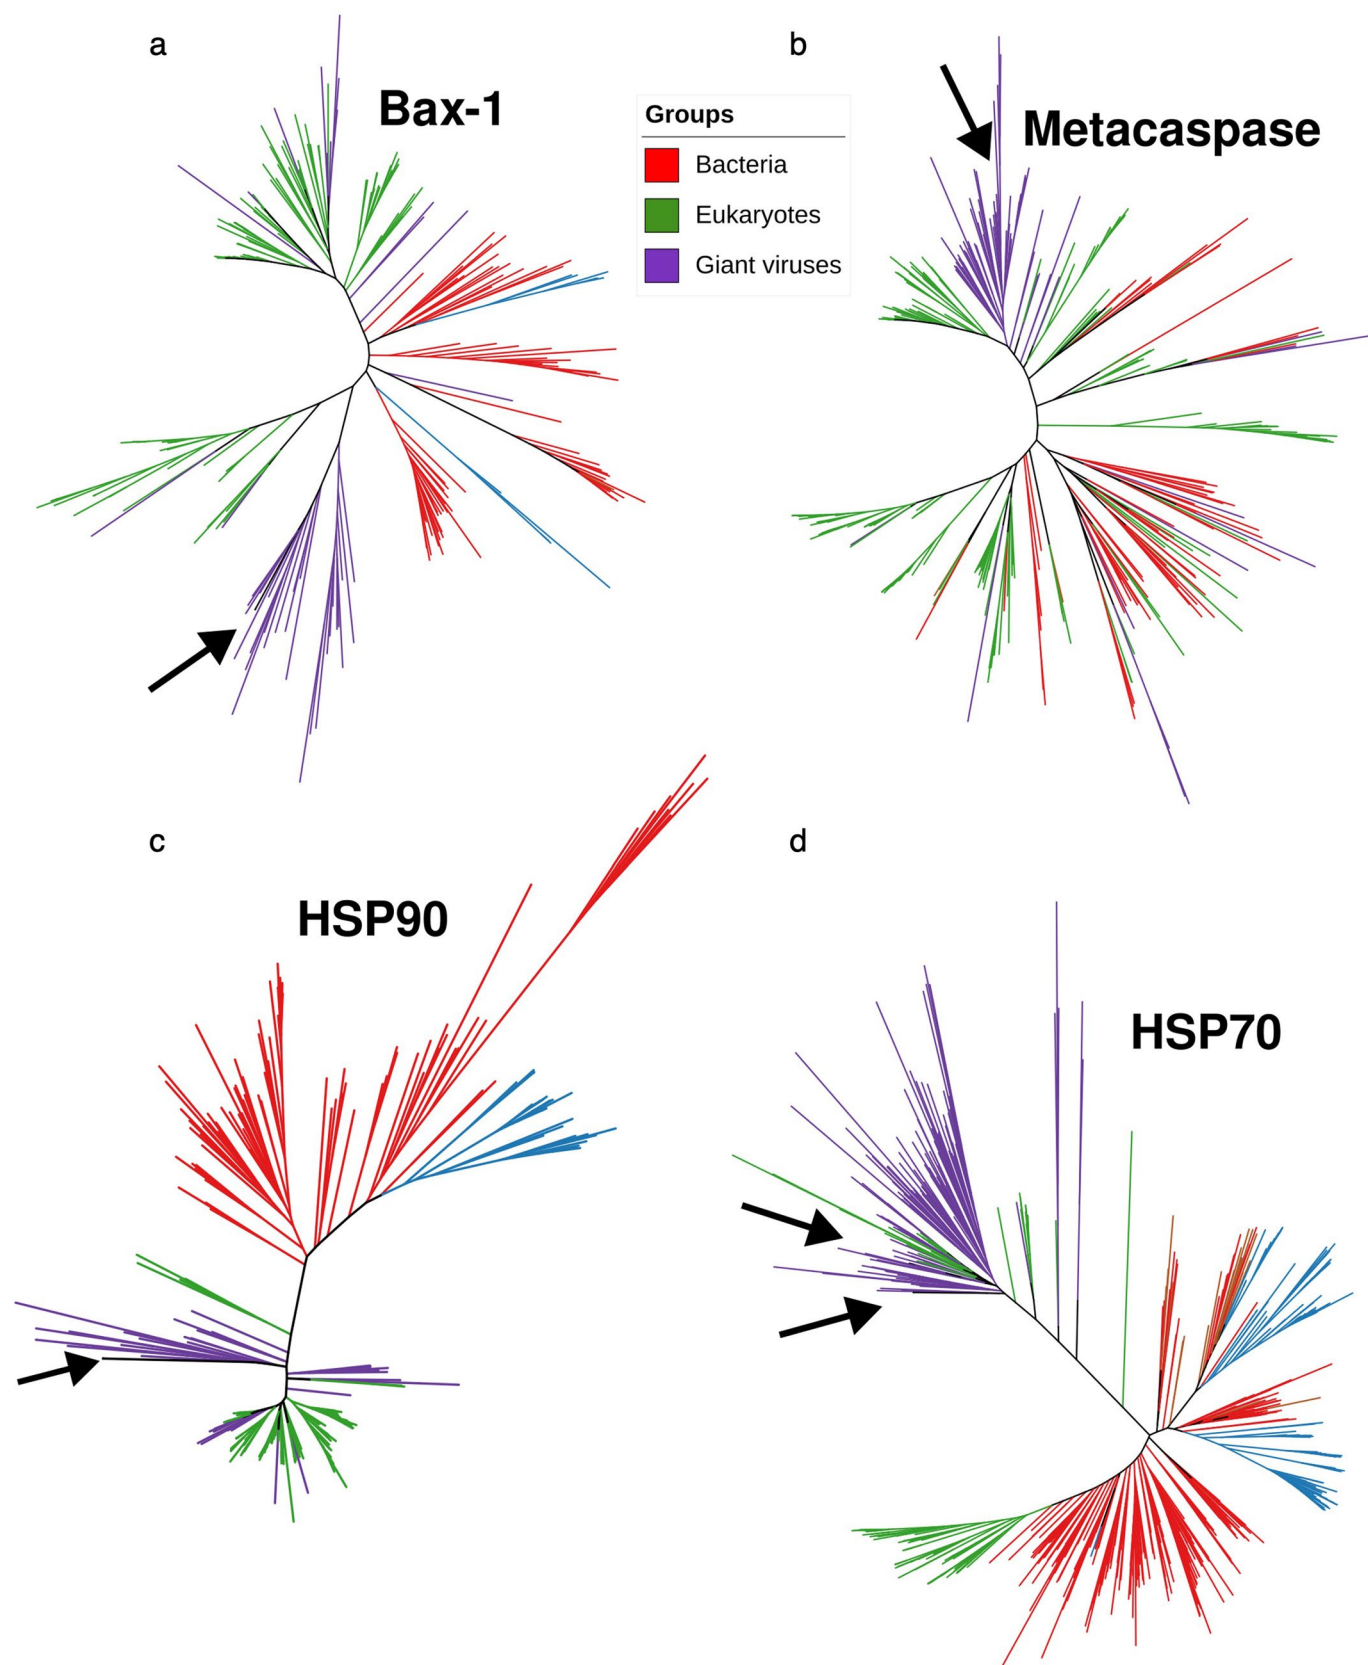 a
b
Bax-1
Groups
Bacteria
Eukaryotes
Giant viruses
Metacaspase
c
d
HSP90
HSP70